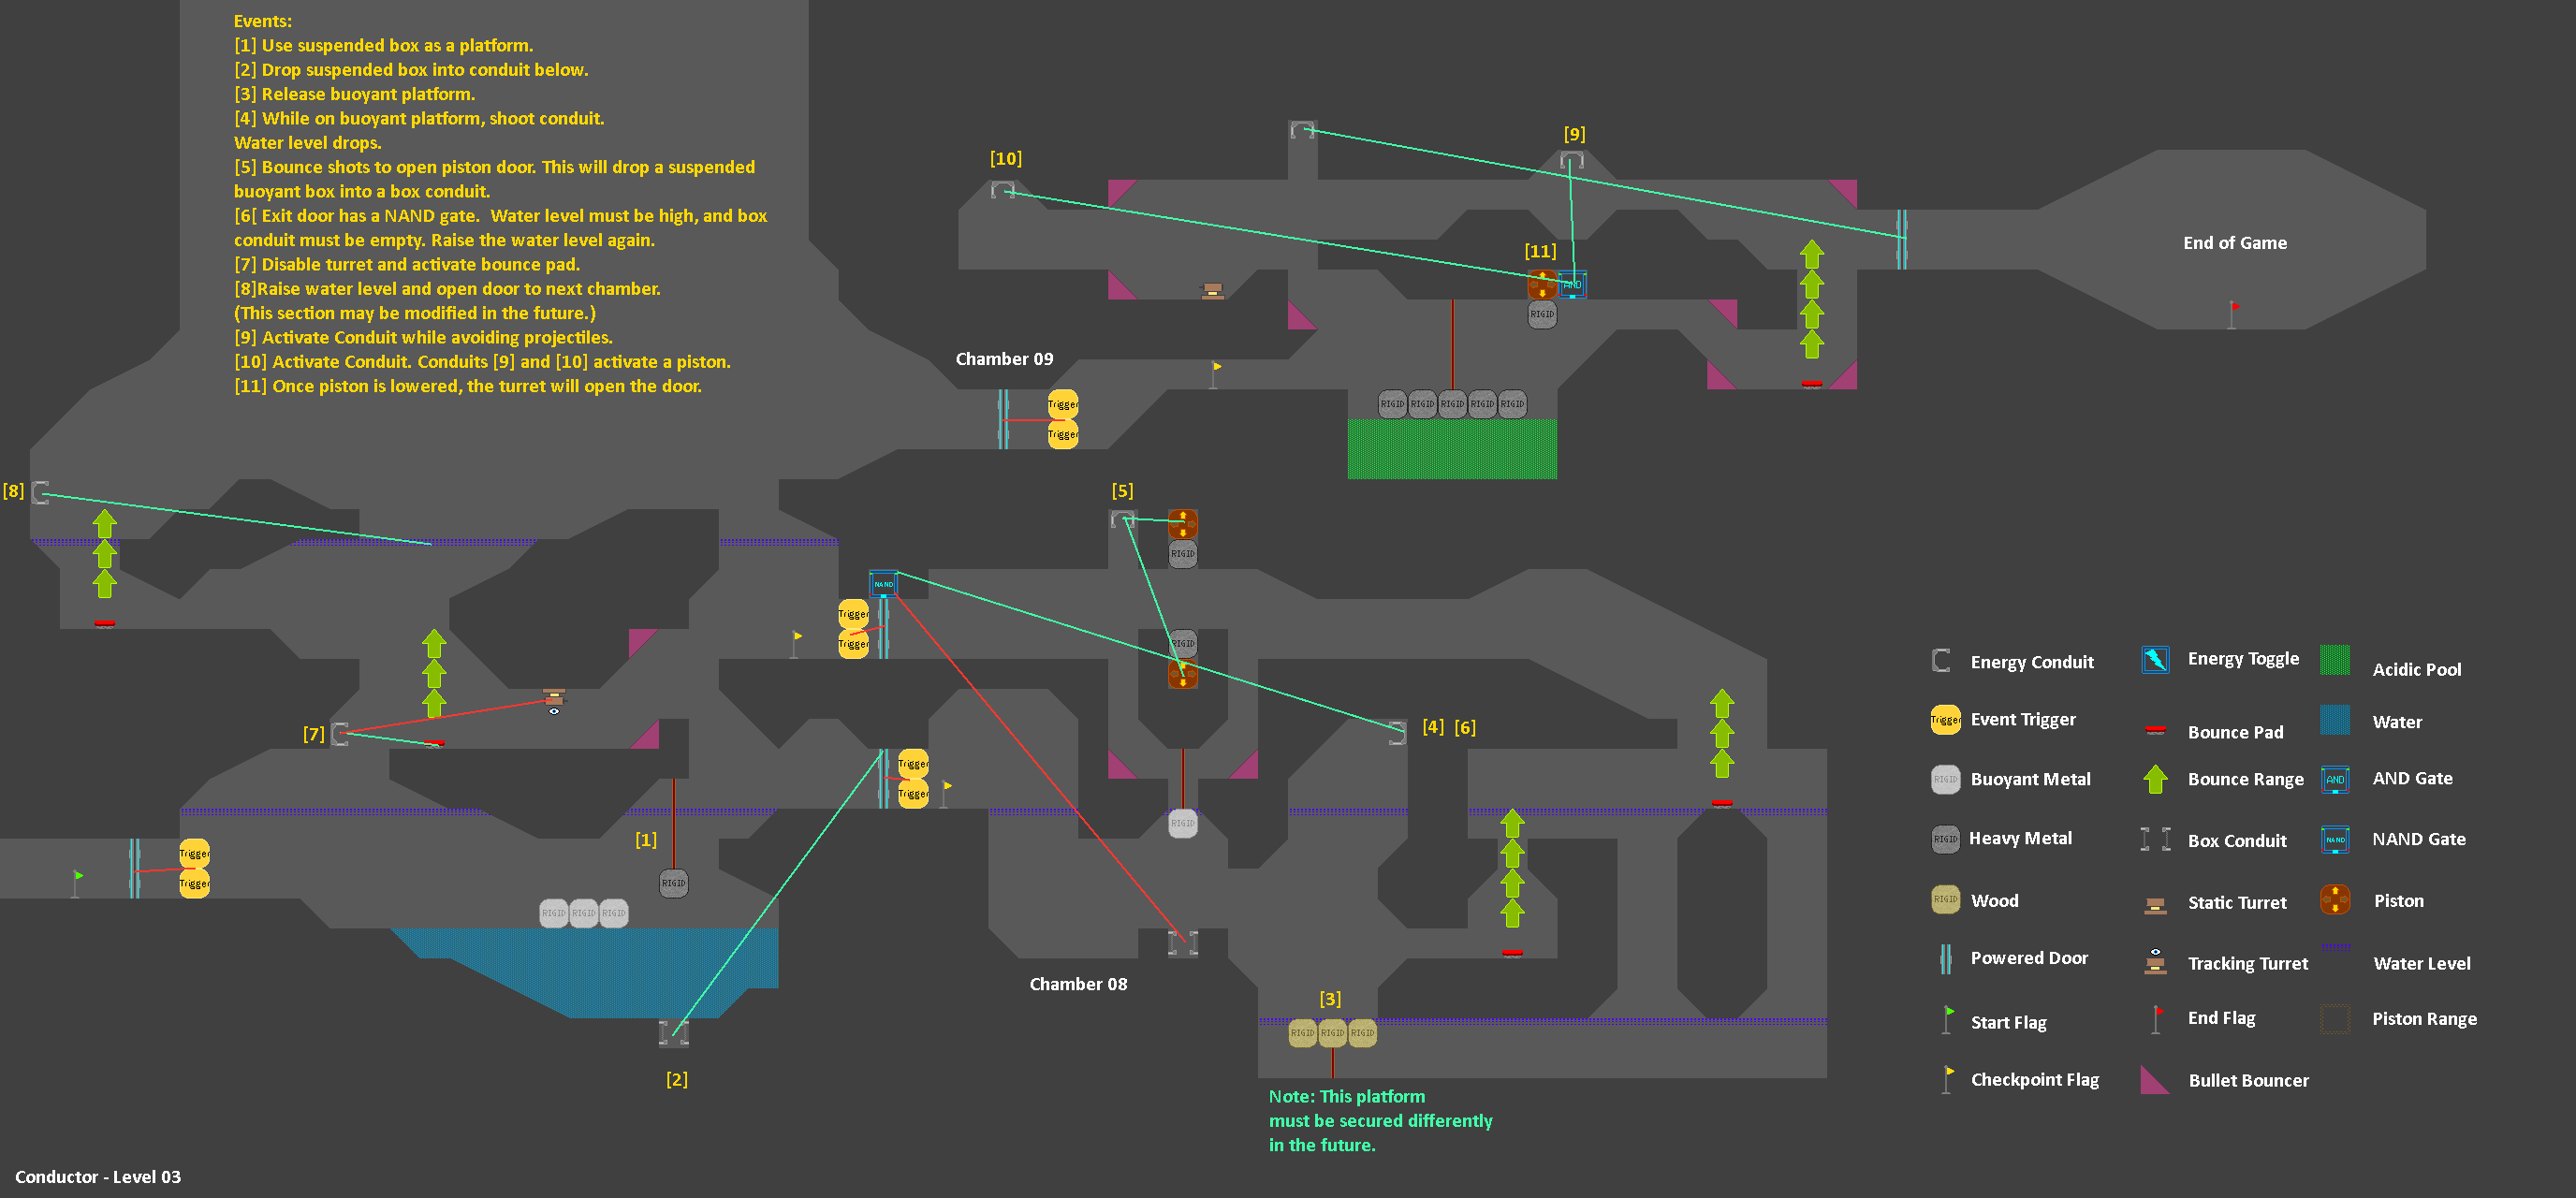 Events:
[1] Use suspended box as a platform.
[2] Drop suspended box into conduit below.
[3] Release buoyant platform.
[4] While on buoyant platform, shoot conduit.
Water level drops.
[5] Bounce shots to open piston door. This will drop a suspended
buoyant box into a box conduit.
[6[ Exit door has a NAND gate.  Water level must be high, and box
conduit must be empty. Raise the water level again.
[7] Disable turret and activate bounce pad.
[8]Raise water level and open door to next chamber.
(This section may be modified in the future.)
[9] Activate Conduit while avoiding projectiles.
[10] Activate Conduit. Conduits [9] and [10] activate a piston.
[11] Once piston is lowered, the turret will open the door.
[9]
[10]
End of Game
[11]
AND
RIGID
Chamber 09
Trigger
Trigger
RIGID
RIGID
RIGID
RIGID
RIGID
[8]
[5]
RIGID
NAND
Trigger
Trigger
RIGID
[7]
[4] [6]
Trigger
Trigger
RIGID
[1]
Trigger
Trigger
RIGID
RIGID
RIGID
RIGID
Chamber 08
[3]
RIGID
RIGID
RIGID
[2]
Note: This platform
must be secured differently
in the future.
Energy Conduit
Energy Toggle
Acidic Pool
Trigger
Event Trigger
Bounce Pad
Water
RIGID
Buoyant Metal
Bounce Range
AND
AND Gate
RIGID
Heavy Metal
Box Conduit
NAND
NAND Gate
RIGID
Wood
Static Turret
Piston
Powered Door
Tracking Turret
Water Level
Start Flag
End Flag
Piston Range
Checkpoint Flag
Bullet Bouncer
Conductor - Level 03